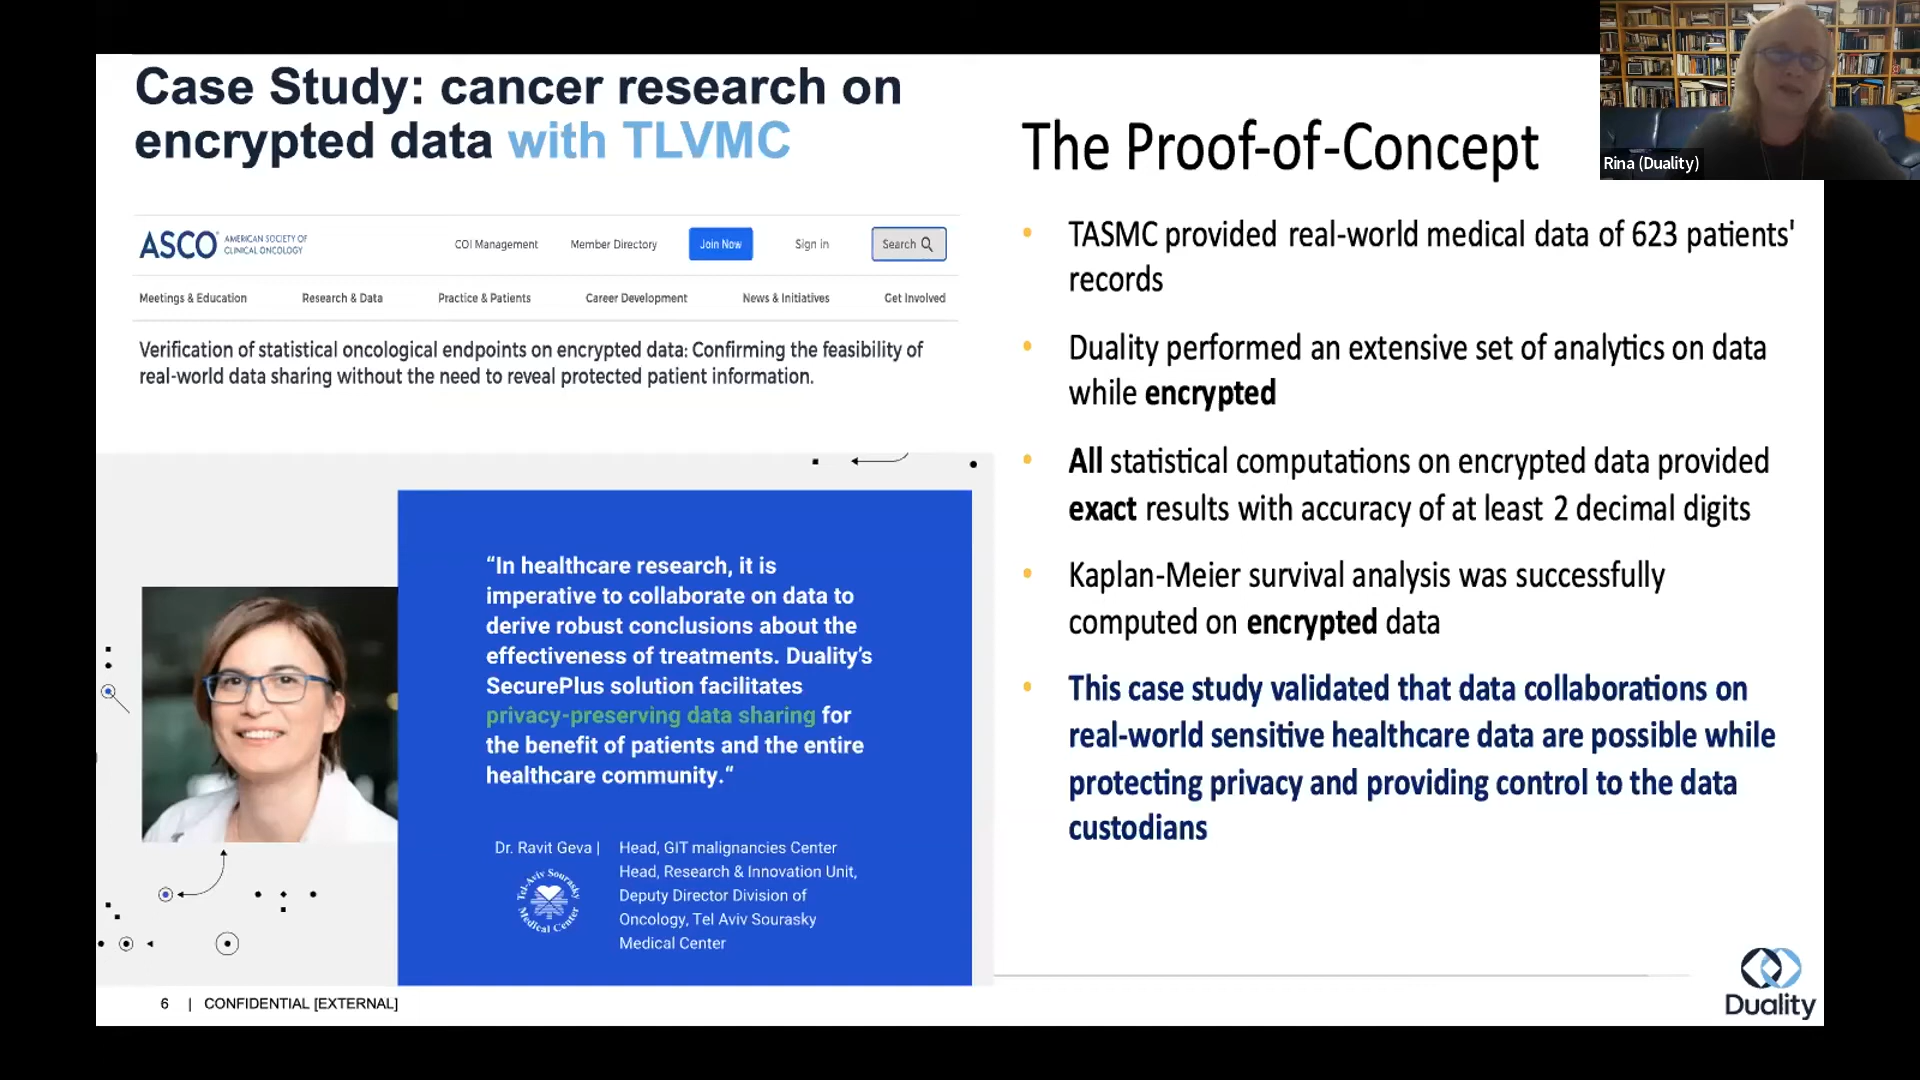 Case Study: cancer research on
encrypted data with TLVMC
ASCO® AMERICAN SOCIETY OF
CLINICAL ONCOLOGY
COI Management
Member Directory
Join Now
Sign in
Search
Meetings & Education
Research & Data
Practice & Patients
Career Development
News & Initiatives
Get Involved
Verification of statistical oncological endpoints on encrypted data: Confirming the feasibility of
real-world data sharing without the need to reveal protected patient information.
“In healthcare research, it is
imperative to collaborate on data to
derive robust conclusions about the
effectiveness of treatments. Duality’s
SecurePlus solution facilitates
privacy-preserving data sharing for
the benefit of patients and the entire
healthcare community.“
Dr. Ravit Geva |
Head, GIT malignancies Center
Head, Research & Innovation Unit,
Deputy Director Division of
Oncology, Tel Aviv Sourasky
Medical Center
Tel-Aviv Sourasky
Medical Center
6 | CONFIDENTIAL [EXTERNAL]
The Proof-of-Concept
• TASMC provided real-world medical data of 623 patients'
records
• Duality performed an extensive set of analytics on data
while encrypted
• All statistical computations on encrypted data provided
exact results with accuracy of at least 2 decimal digits
• Kaplan-Meier survival analysis was successfully
computed on encrypted data
• This case study validated that data collaborations on
real-world sensitive healthcare data are possible while
protecting privacy and providing control to the data
custodians
Duality
Rina (Duality)